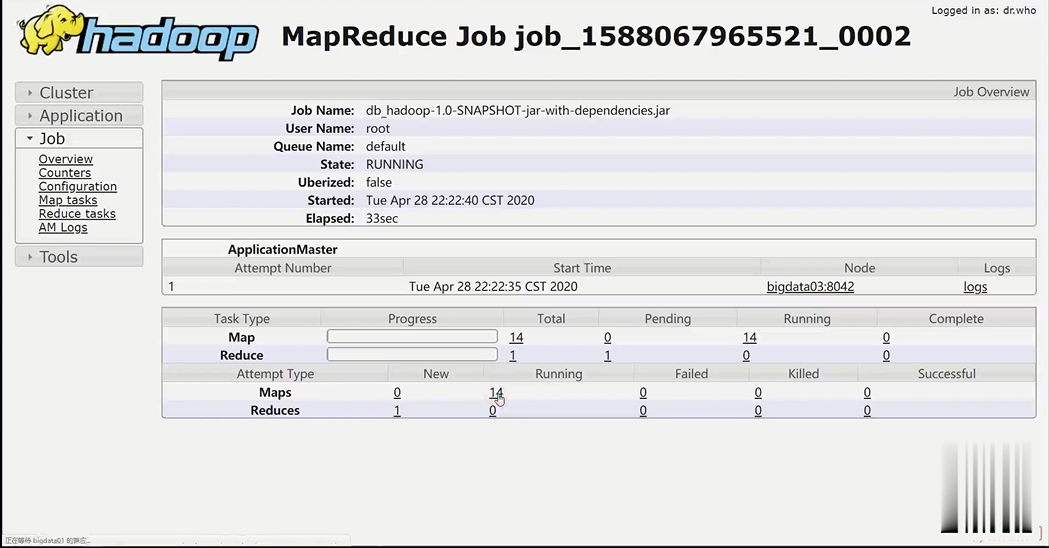 Logged in as: dr.who
hadoop
MapReduce Job job_1588067965521_0002
Cluster
Application
Job
Overview
Counters
Configuration
Map tasks
Reduce tasks
AM Logs
Tools
Job Overview
Job Name: db_hadoop-1.0-SNAPSHOT-jar-with-dependencies.jar
User Name: root
Queue Name: default
State: RUNNING
Uberized: false
Started: Tue Apr 28 22:22:40 CST 2020
Elapsed: 33sec
ApplicationMaster
Attempt Number Start Time Node Logs
1 Tue Apr 28 22:22:35 CST 2020 bigdata03:8042 logs
Task Type Progress Total Pending Running Complete
Map 14 0 14 0
Reduce 1 1 0 0
Attempt Type New Running Failed Killed Successful
Maps 0 14 0 0 0
Reduces 1 0 0 0 0
正在等待 bigdata01 的响应...